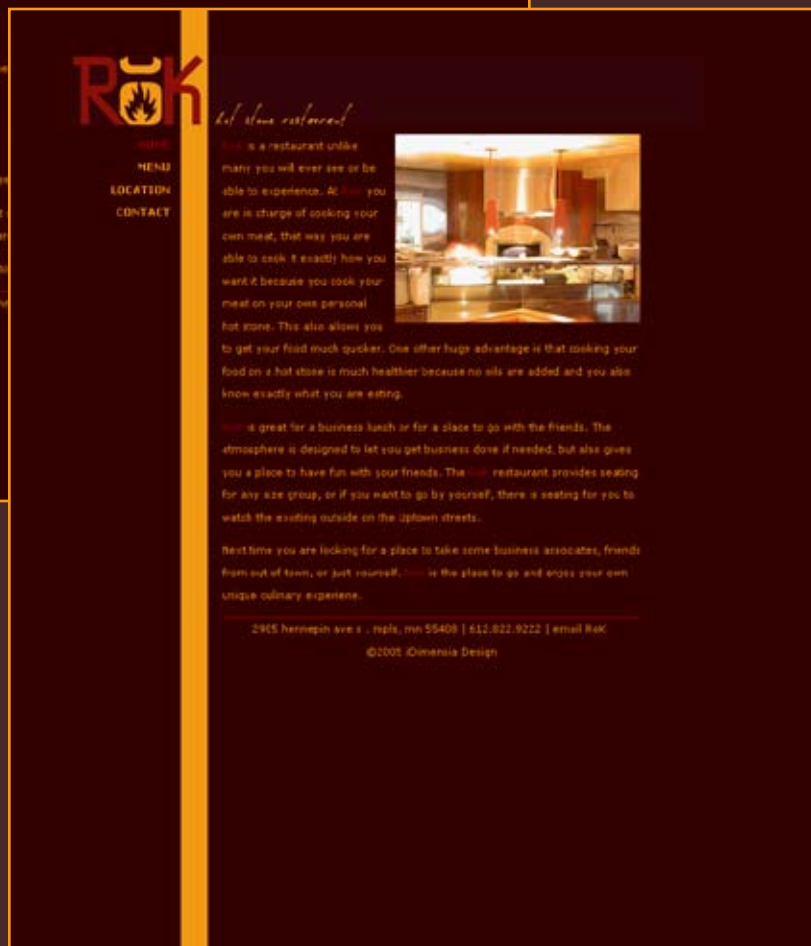 RoK
hot stone restaurant
HOME
MENU
LOCATION
CONTACT
RoK is a restaurant unlike
many you will ever see or be
able to experience. At RoK you
are in charge of cooking your
own meat, that way you are
able to cook it exactly how you
want it because you cook your
meat on your own personal
hot stone. This also allows you
to get your food much quicker. One other huge advantage is that cooking your
food on a hot stone is much healthier because no oils are added and you also
know exactly what you are eating.
RoK is great for a business lunch or for a place to go with the friends. The
atmosphere is designed to let you get business done if needed, but also gives
you a place to have fun with your friends. The RoK restaurant provides seating
for any size group, or if you want to go by yourself, there is seating for you to
watch the exciting outside on the Uptown streets.
Next time you are looking for a place to take some business associates, friends
from out of town, or just yourself. RoK is the place to go and enjoy your own
unique culinary experiene.
2905 hennepin ave s . mpls, mn 55408 | 612.822.9222 | email RoK
©2005 iDimensia Design